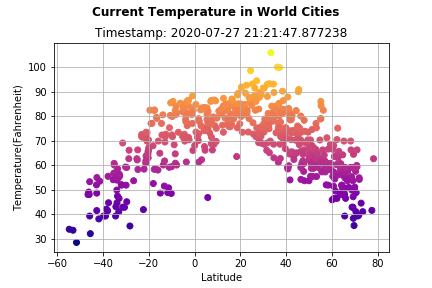 Current Temperature in World Cities
Timestamp: 2020-07-27 21:21:47.877238
100
90
80
70
60
50
40
30
Temperature(Fahrenheit)
−60 −40 −20 0 20 40 60 80
Latitude